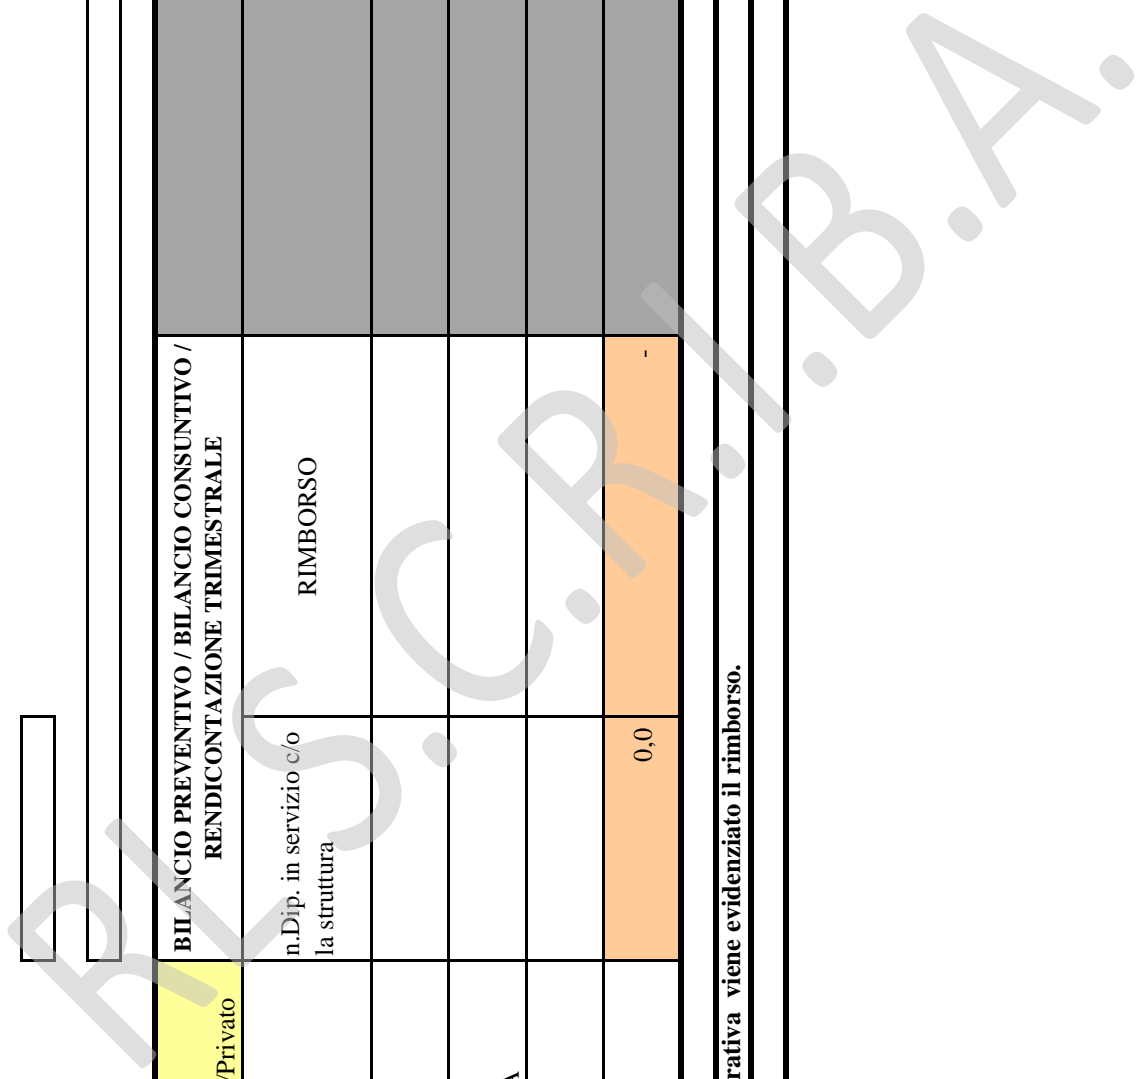 BILANCIO PREVENTIVO / BILANCIO CONSUNTIVO /
RENDICONTAZIONE TRIMESTRALE
/Privato
n.Dip. in servizio c/o
la struttura
RIMBORSO
A
0,0
-
rativa viene evidenziato il rimborso.
RL S.C.R.I.B.A.